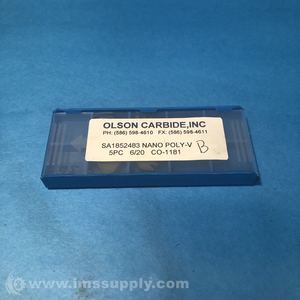 OLSON CARBIDE,INC
PH: (586) 598-4610 FX: (586) 598-4611
SA1852483 NANO POLY-V
5PC 6/20 CO-1181
B
© www.imssupply.com